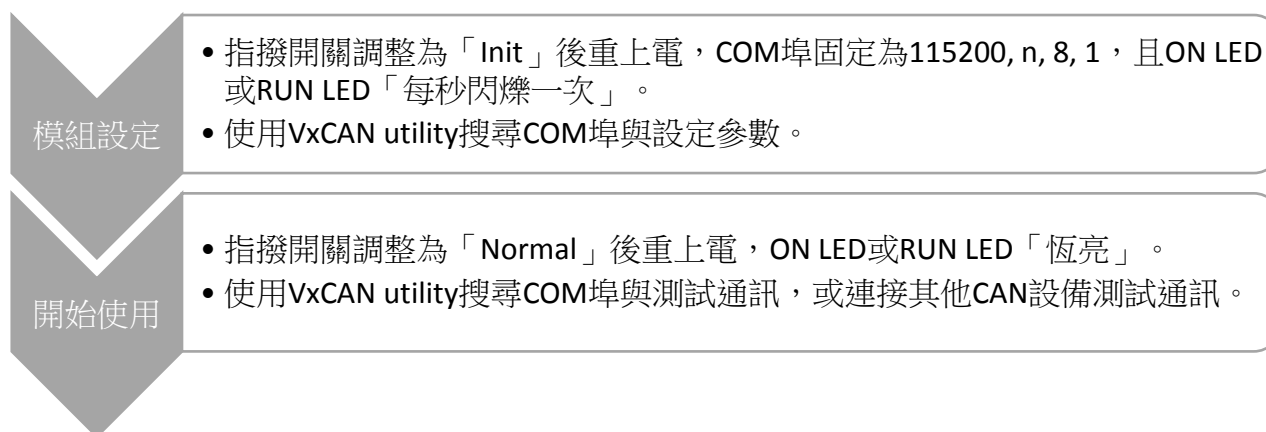 模組設定
• 指撥開關調整為「Init」後重上電，COM埠固定為115200, n, 8, 1，且ON LED
或RUN LED「每秒閃爍一次」。
• 使用VxCAN utility搜尋COM埠與設定參數。
開始使用
• 指撥開關調整為「Normal」後重上電，ON LED或RUN LED「恆亮」。
• 使用VxCAN utility搜尋COM埠與測試通訊，或連接其他CAN設備測試通訊。